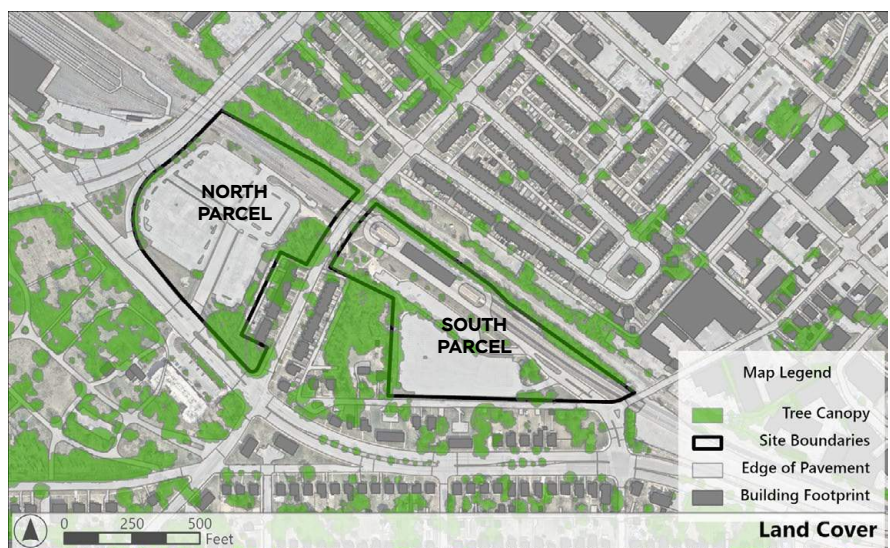 NORTH
PARCEL
SOUTH
PARCEL
Map Legend
Tree Canopy
Site Boundaries
Edge of Pavement
Building Footprint
0 250 500
Feet
Land Cover